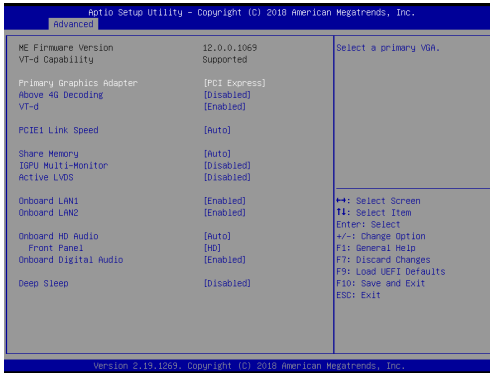 Aptio Setup Utility – Copyright (C) 2018 American Megatrends, Inc.
Advanced
ME Firmware Version 12.0.0.1069
VT-d Capability Supported
Primary Graphics Adapter [PCI Express]
Above 4G Decoding [Disabled]
VT-d [Enabled]
PCIE1 Link Speed [Auto]
Share Memory [Auto]
IGPU Multi-Monitor [Disabled]
Active LVDS [Disabled]
Onboard LAN1 [Enabled]
Onboard LAN2 [Enabled]
Onboard HD Audio [Auto]
Front Panel [HD]
Onboard Digital Audio [Enabled]
Deep Sleep [Disabled]
Select a primary VGA.
↔: Select Screen
↑↓: Select Item
Enter: Select
+/-: Change Option
F1: General Help
F7: Discard Changes
F9: Load UEFI Defaults
F10: Save and Exit
ESC: Exit
Version 2.19.1269. Copyright (C) 2018 American Megatrends, Inc.